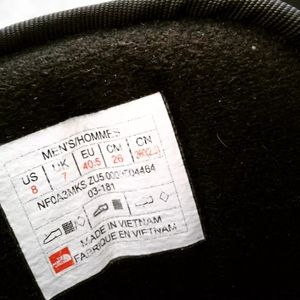 MEN'S/HOMMES
US UK EU CM CN
8 7 40.5 26
NF0A3MKS ZU5
03-181
MADE IN VIETNAM
FABRIQUE EN VIETNAM